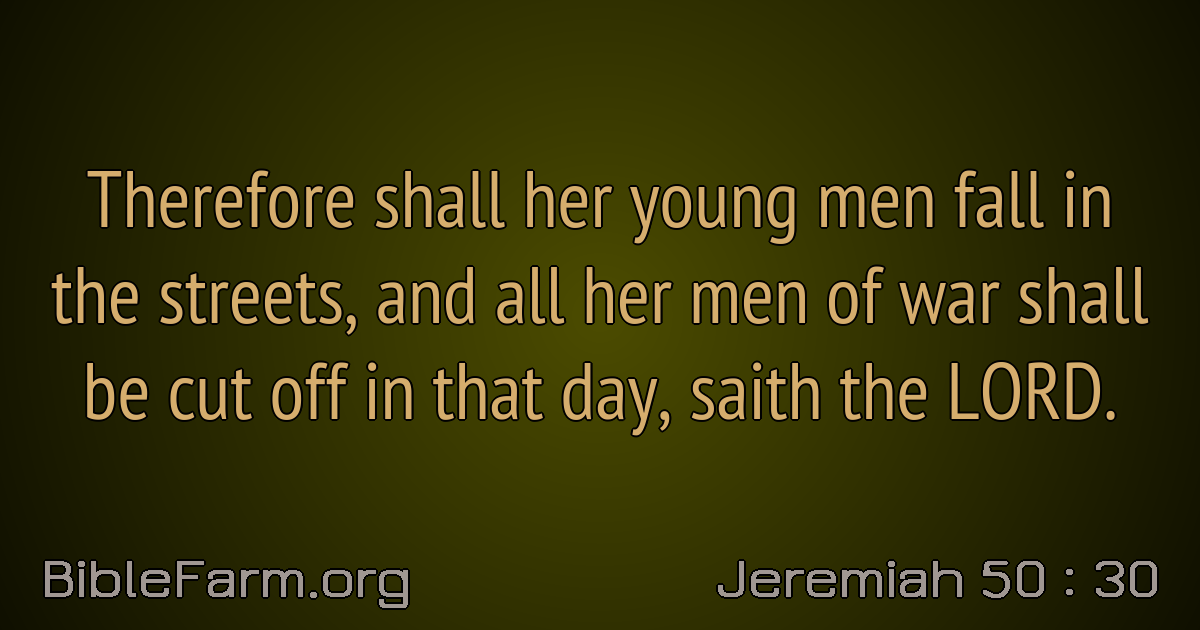 Therefore shall her young men fall in
the streets, and all her men of war shall
be cut off in that day, saith the LORD.
BibleFarm.org
Jeremiah 50 : 30